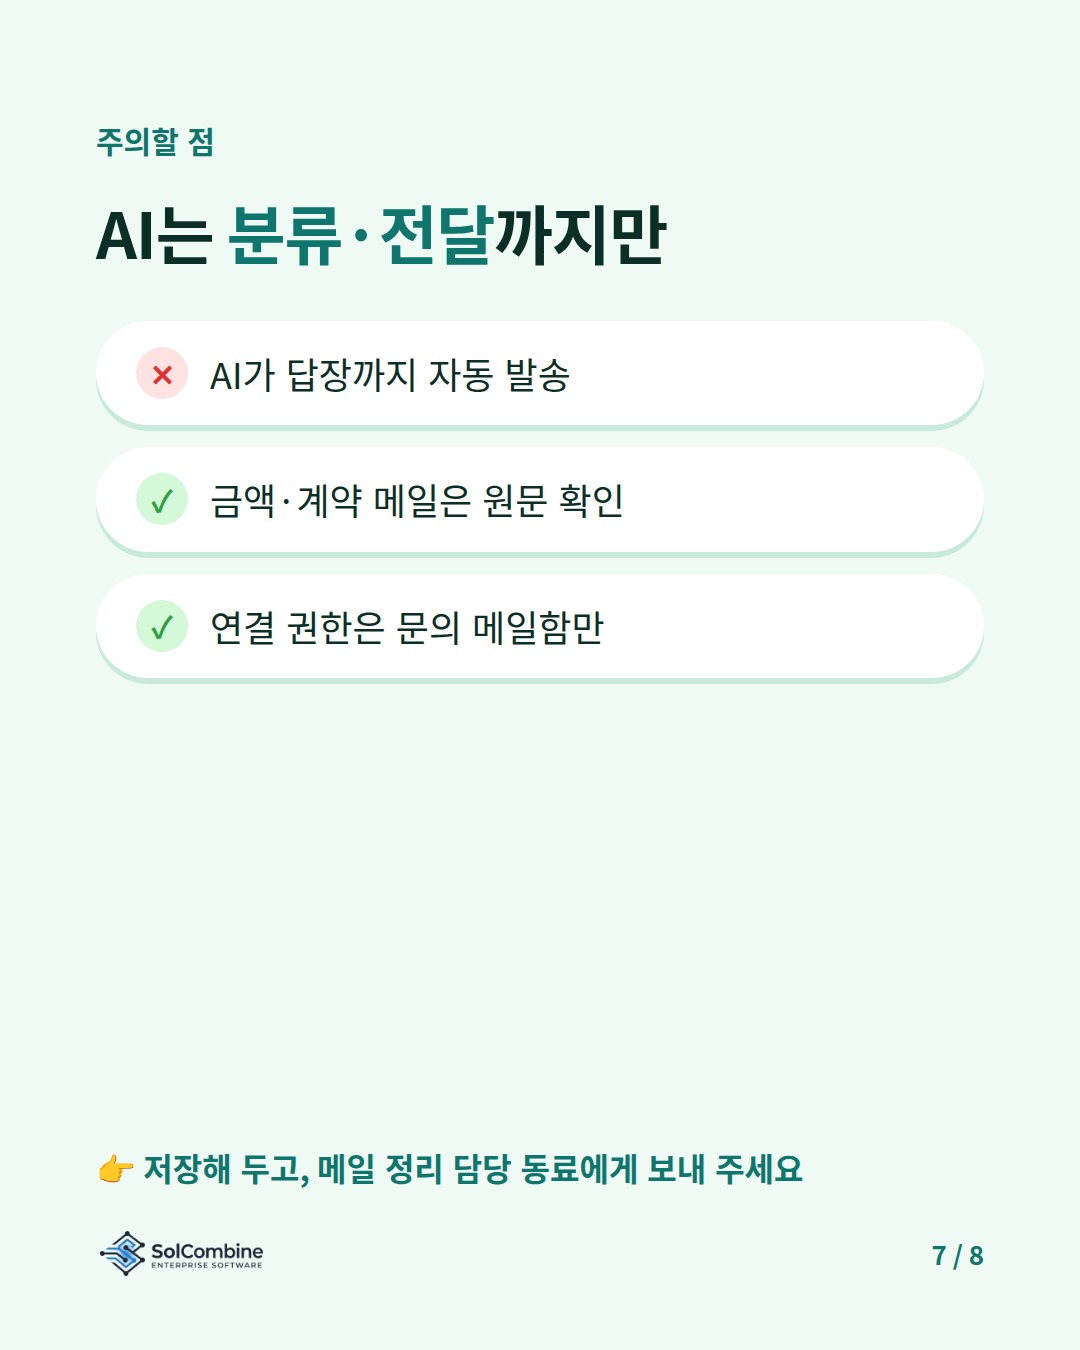 주의할 점
AI는 분류·전달까지만
✕ AI가 답장까지 자동 발송
✓ 금액·계약 메일은 원문 확인
✓ 연결 권한은 문의 메일함만
👉 저장해 두고, 메일 정리 담당 동료에게 보내 주세요
SolCombine
ENTERPRISE SOFTWARE
7 / 8